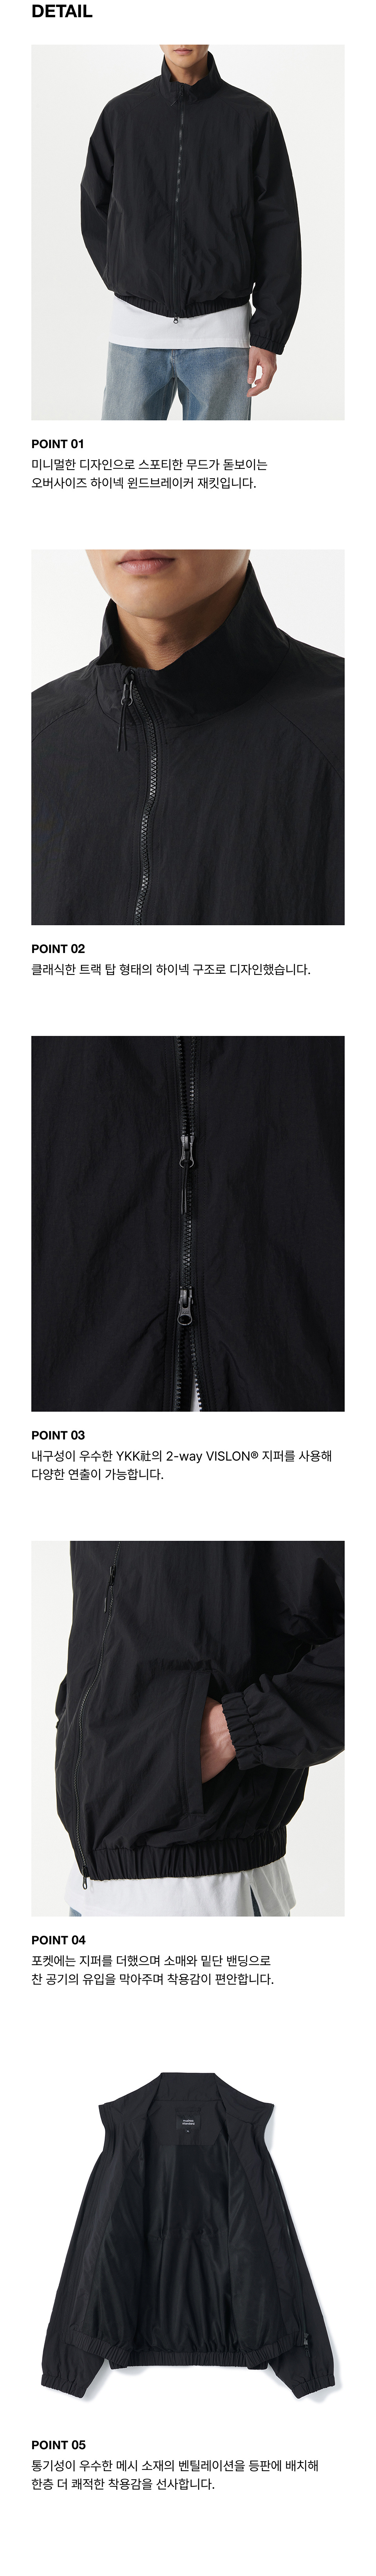 DETAIL
POINT 01
미니멀한 디자인으로 스포티한 무드가 돋보이는
오버사이즈 하이넥 윈드브레이커 재킷입니다.
POINT 02
클래식한 트랙 탑 형태의 하이넥 구조로 디자인했습니다.
POINT 03
내구성이 우수한 YKK社의 2-way VISLON® 지퍼를 사용해
다양한 연출이 가능합니다.
POINT 04
포켓에는 지퍼를 더했으며 소매와 밑단 밴딩으로
찬 공기의 유입을 막아주며 착용감이 편안합니다.
POINT 05
통기성이 우수한 메시 소재의 벤틸레이션을 등판에 배치해
한층 더 쾌적한 착용감을 선사합니다.